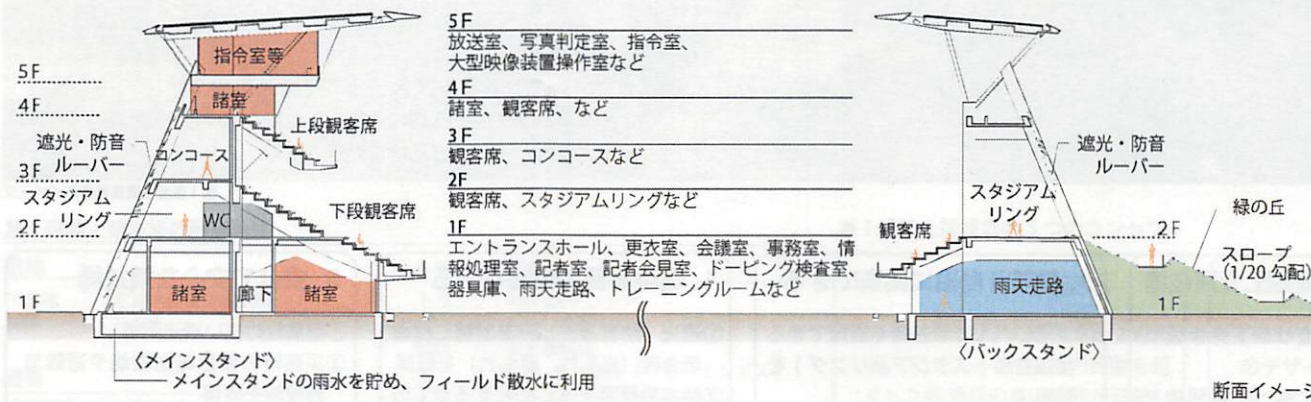 指令室等
5F
諸室
4F
上段観客席
遮光・防音
ルーバー
コンコース
3F
スタジアム
リング
下段観客席
WC
2F
諸室
廊下
諸室
1F
〈メインスタンド〉
メインスタンドの雨水を貯め、フィールド散水に利用
5F
放送室、写真判定室、指令室、
大型映像装置操作室など
4F
諸室、観客席、など
3F
観客席、コンコースなど
2F
観客席、スタジアムリングなど
1F
エントランスホール、更衣室、会議室、事務室、情
報処理室、記者室、記者会見室、ドーピング検査室、
器具庫、雨天走路、トレーニングルームなど
遮光・防音
ルーバー
スタジアム
リング
緑の丘
観客席
2F
スロープ
(1/20 勾配)
雨天走路
1F
〈バックスタンド〉
断面イメージ